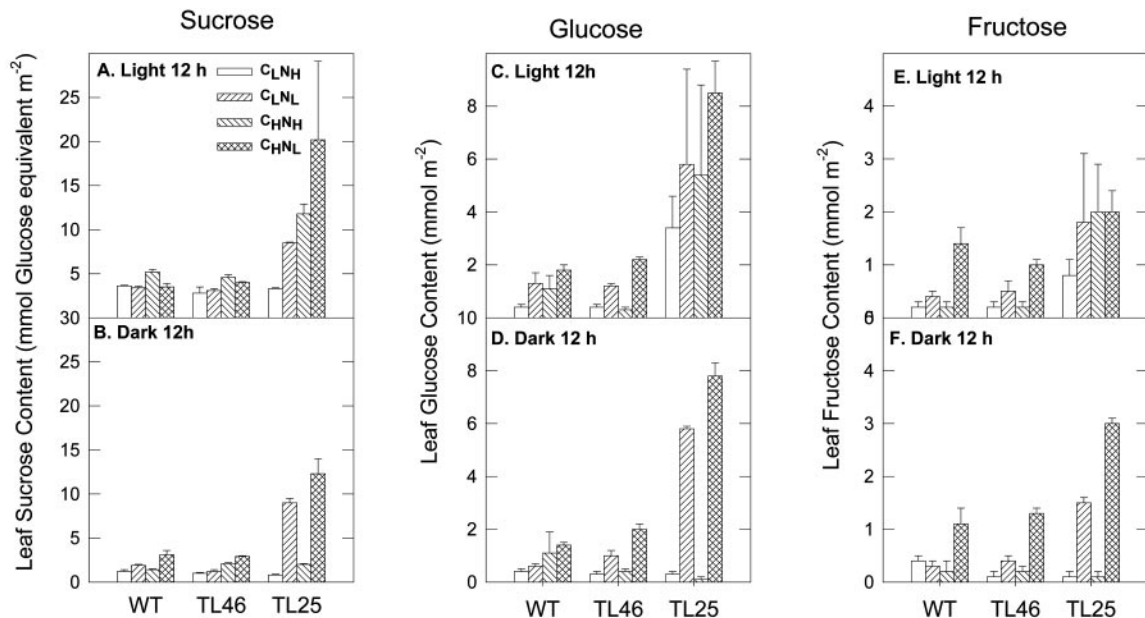 Sucrose
Glucose
Fructose
A. Light 12 h
CLNH
CLNL
CHNH
CHNL
25
20
15
10
5
30
B. Dark 12h
25
20
15
10
5
0
WT TL46 TL25
Leaf Sucrose Content (mmol Glucose equivalent m-2)
C. Light 12h
8
6
4
2
10
D. Dark 12 h
8
6
4
2
0
WT TL46 TL25
Leaf Glucose Content (mmol m-2)
E. Light 12 h
4
3
2
1
F. Dark 12 h
4
3
2
1
0
WT TL46 TL25
Leaf Fructose Content (mmol m-2)